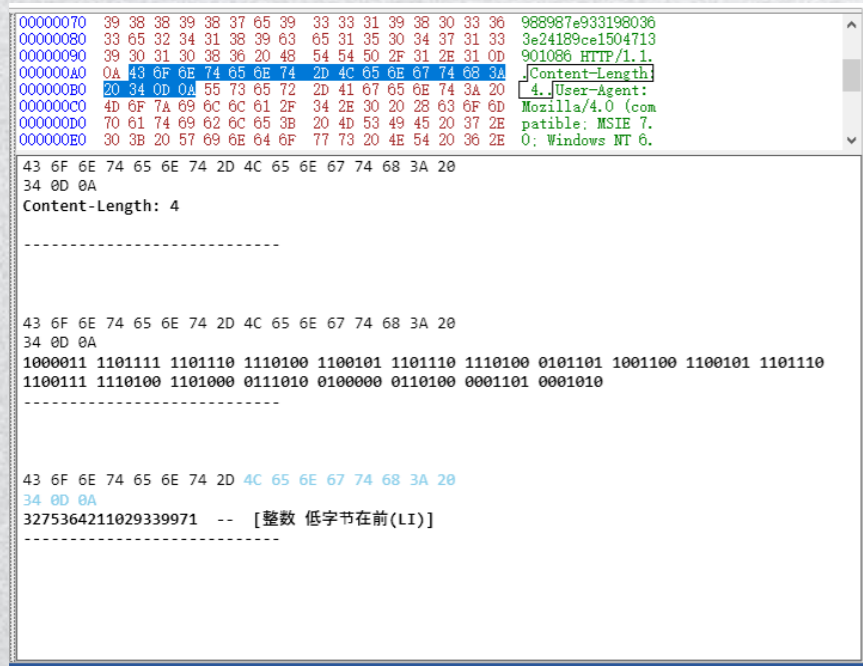 00000070 39 38 38 39 38 37 65 39 33 33 31 39 38 30 33 36 988987e933198036
00000080 33 65 32 34 31 38 39 63 65 31 35 30 34 37 31 33 3e24189ce1504713
00000090 39 30 31 30 38 36 20 48 54 54 50 2F 31 2E 31 0D 901086 HTTP/1.1.
000000A0 0A 43 6F 6E 74 65 6E 74 2D 4C 65 6E 67 74 68 3A .Content-Length:
000000B0 20 34 0D 0A 55 73 65 72 2D 41 67 65 6E 74 3A 20 4..User-Agent:
000000C0 4D 6F 7A 69 6C 6C 61 2F 34 2E 30 20 28 63 6F 6D Mozilla/4.0 (com
000000D0 70 61 74 69 62 6C 65 3B 20 4D 53 49 45 20 37 2E patible; MSIE 7.
000000E0 30 3B 20 57 69 6E 64 6F 77 73 20 4E 54 20 36 2E 0; Windows NT 6.
43 6F 6E 74 65 6E 74 2D 4C 65 6E 67 74 68 3A 20
34 0D 0A
Content-Length: 4
----------------------------
43 6F 6E 74 65 6E 74 2D 4C 65 6E 67 74 68 3A 20
34 0D 0A
1000011 1101111 1101110 1110100 1100101 1101110 1110100 0101101 1001100 1100101 1101110
1100111 1110100 1101000 0111010 0100000 0110100 0001101 0001010
----------------------------
43 6F 6E 74 65 6E 74 2D 4C 65 6E 67 74 68 3A 20
34 0D 0A
3275364211029339971 -- [整数 低字节在前(LI)]
----------------------------